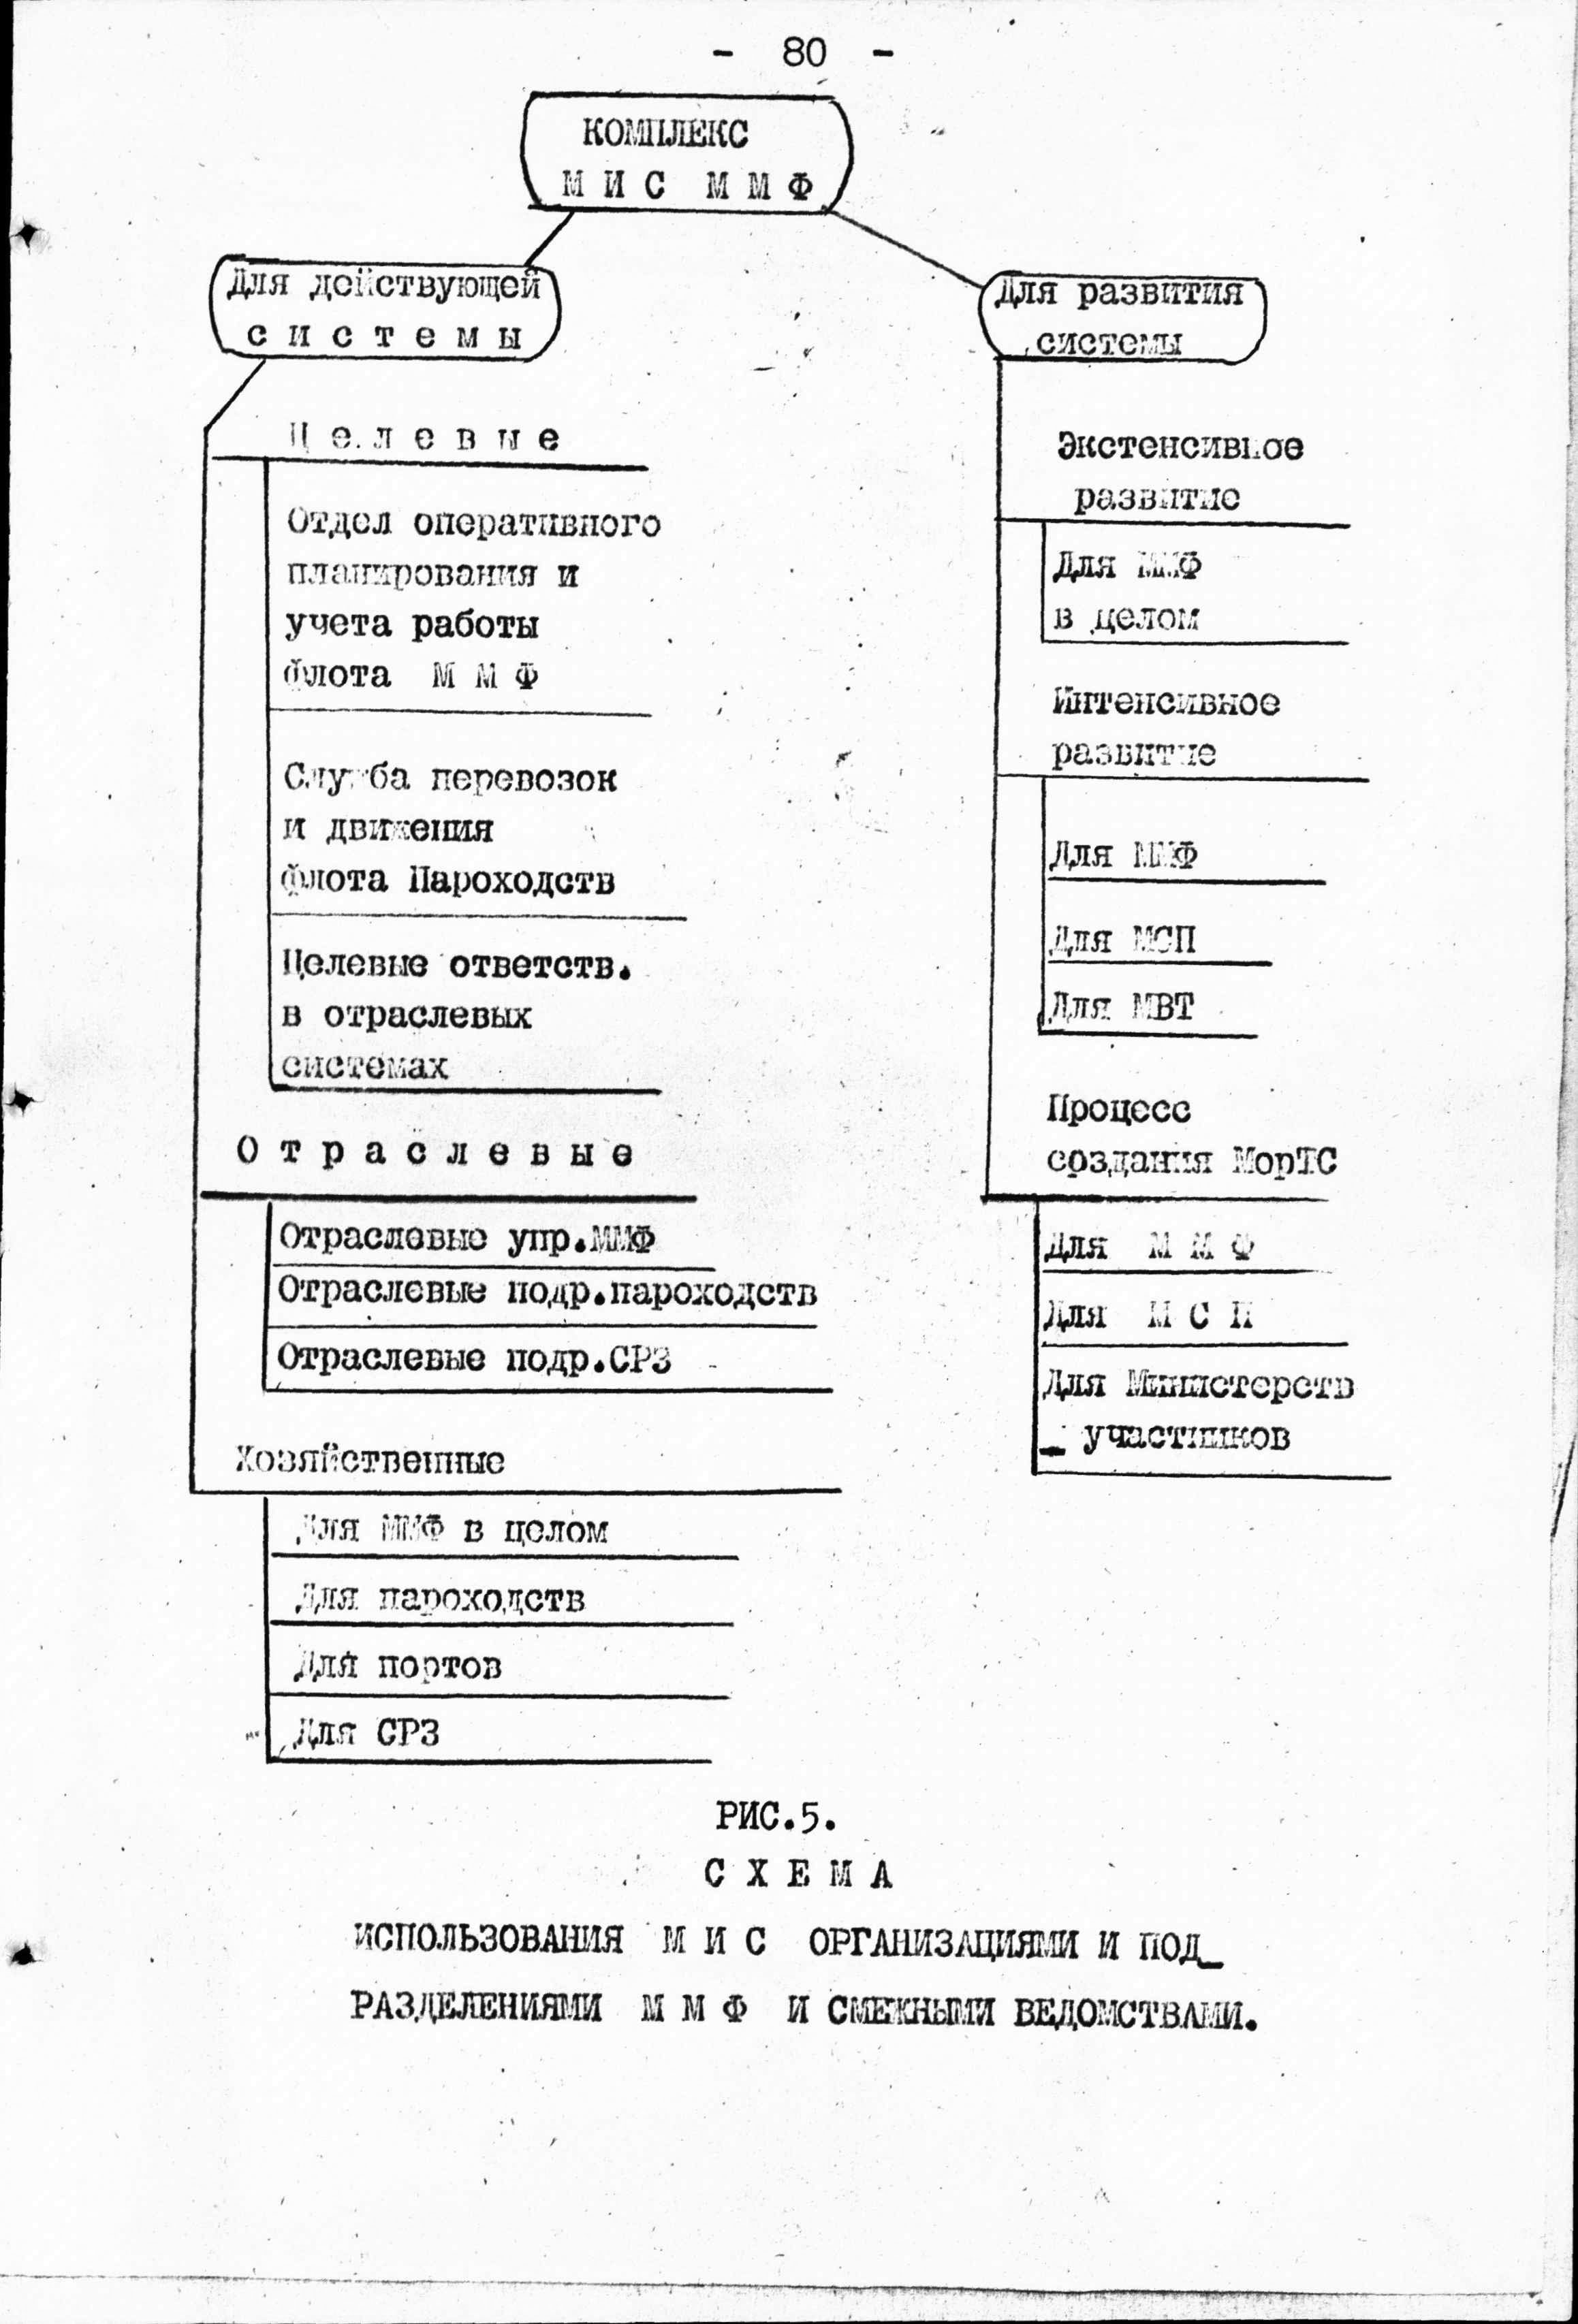 - 80 -
КОМПЛЕКС
М И С М М Ф
Для действующей
с и с т е м ы
Ц е л е в ы е
Отдел оперативного
планирования и
учета работы
флота М М Ф
Служба перевозок
и движения
флота Пароходств
Целевые ответств.
в отраслевых
системах
О т р а с л е в ы е
Отраслевые упр.ММФ
Отраслевые подр.пароходств
Отраслевые подр.СРЗ
Хозяйственные
Для ММФ в целом
Для пароходств
Для портов
Для СРЗ
Для развития
системы
Экстенсивное
развитие
Для ММФ
в целом
Интенсивное
развитие
Для ММФ
Для МСП
Для МВТ
Процесс
создания МорТС
Для М М Ф
Для М С П
Для Министерств
_ участников
РИС.5.
С Х Е М А
ИСПОЛЬЗОВАНИЯ М И С ОРГАНИЗАЦИЯМИ И ПОД_
РАЗДЕЛЕНИЯМИ М М Ф И СМЕЖНЫМИ ВЕДОМСТВАМИ.